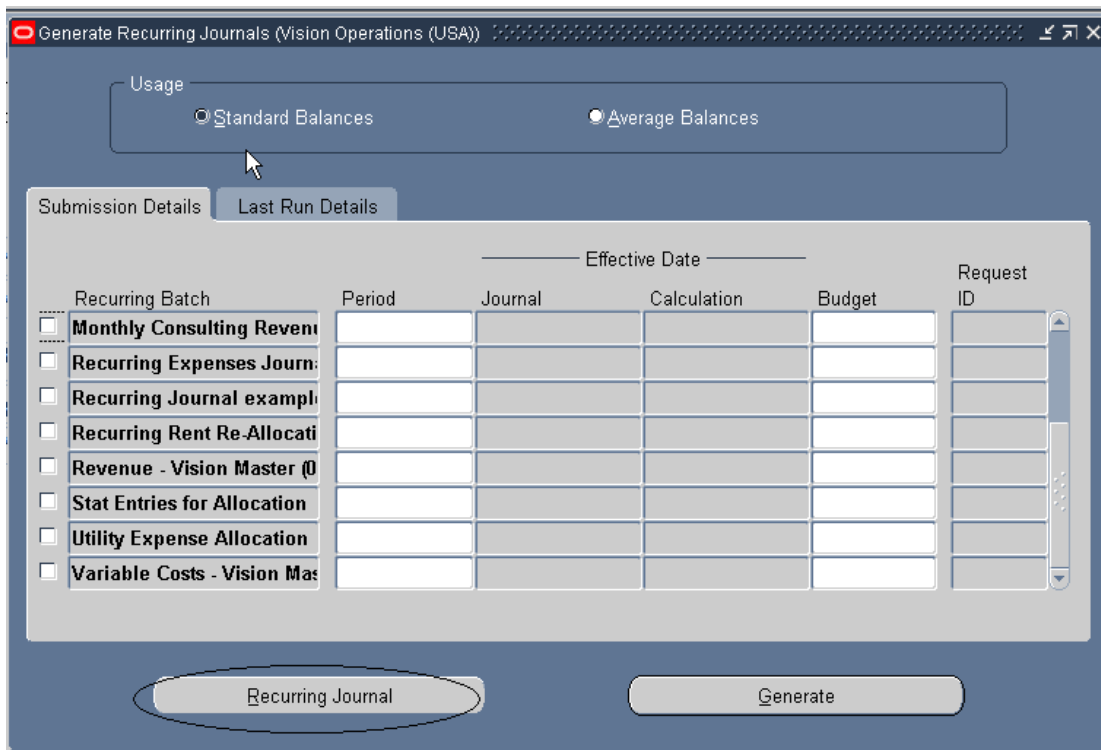 Generate Recurring Journals (Vision Operations (USA))
Usage
Standard Balances
Average Balances
Submission Details
Last Run Details
Effective Date
Request
Recurring Batch Period Journal Calculation Budget ID
Monthly Consulting Revenu
Recurring Expenses Journ
Recurring Journal exampl
Recurring Rent Re-Allocati
Revenue - Vision Master (0
Stat Entries for Allocation
Utility Expense Allocation
Variable Costs - Vision Mas
Recurring Journal
Generate